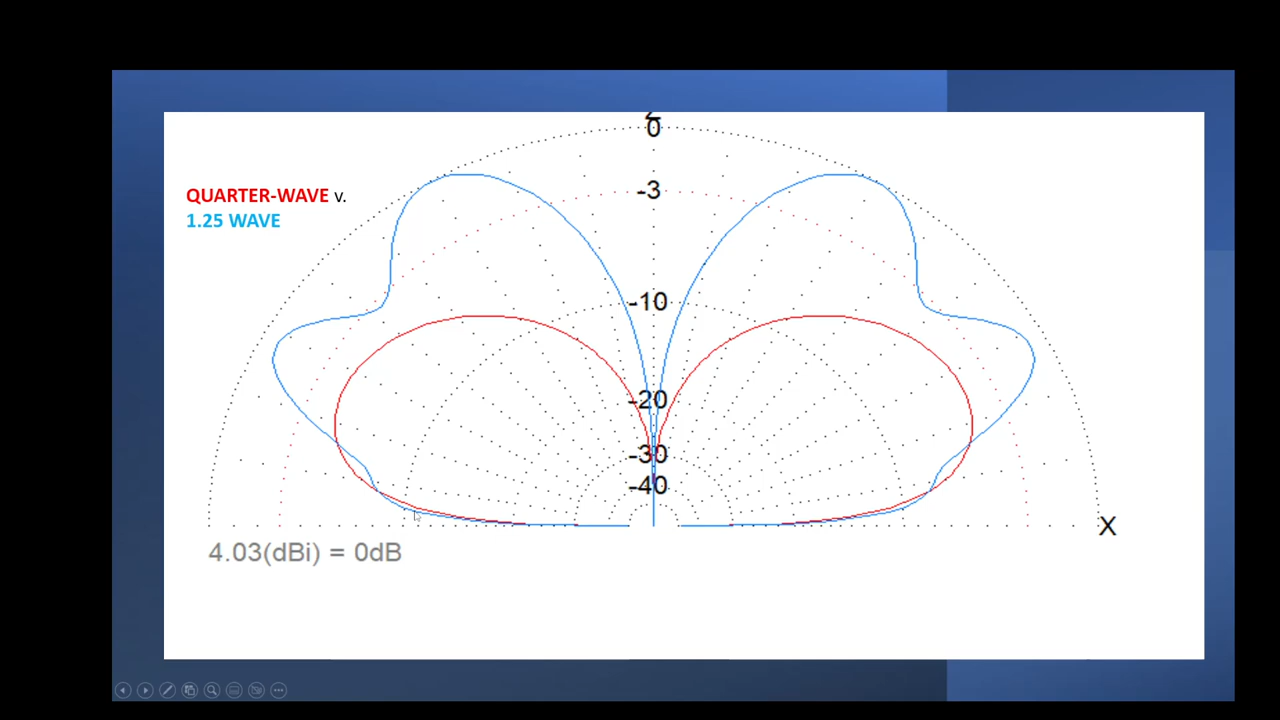 0
QUARTER-WAVE v.
1.25 WAVE
-3
-10
-20
-30
-40
X
4.03(dBi) = 0dB